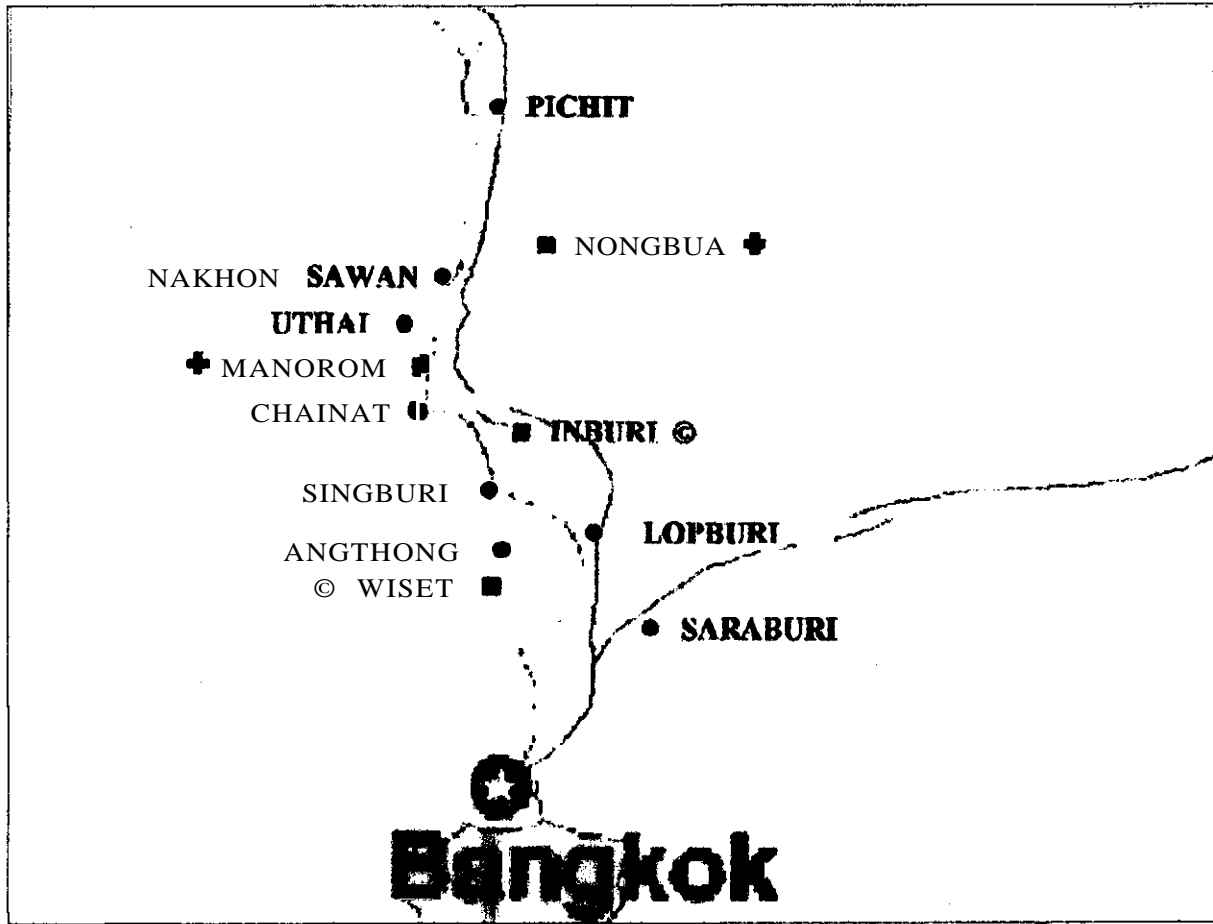 PICHIT
NONGBUA
NAKHON SAWAN
UTHAI
MANOROM
CHAINAT
INBURI ©
SINGBURI
LOPBURI
ANGTHONG
© WISET
SARABURI
Bangkok